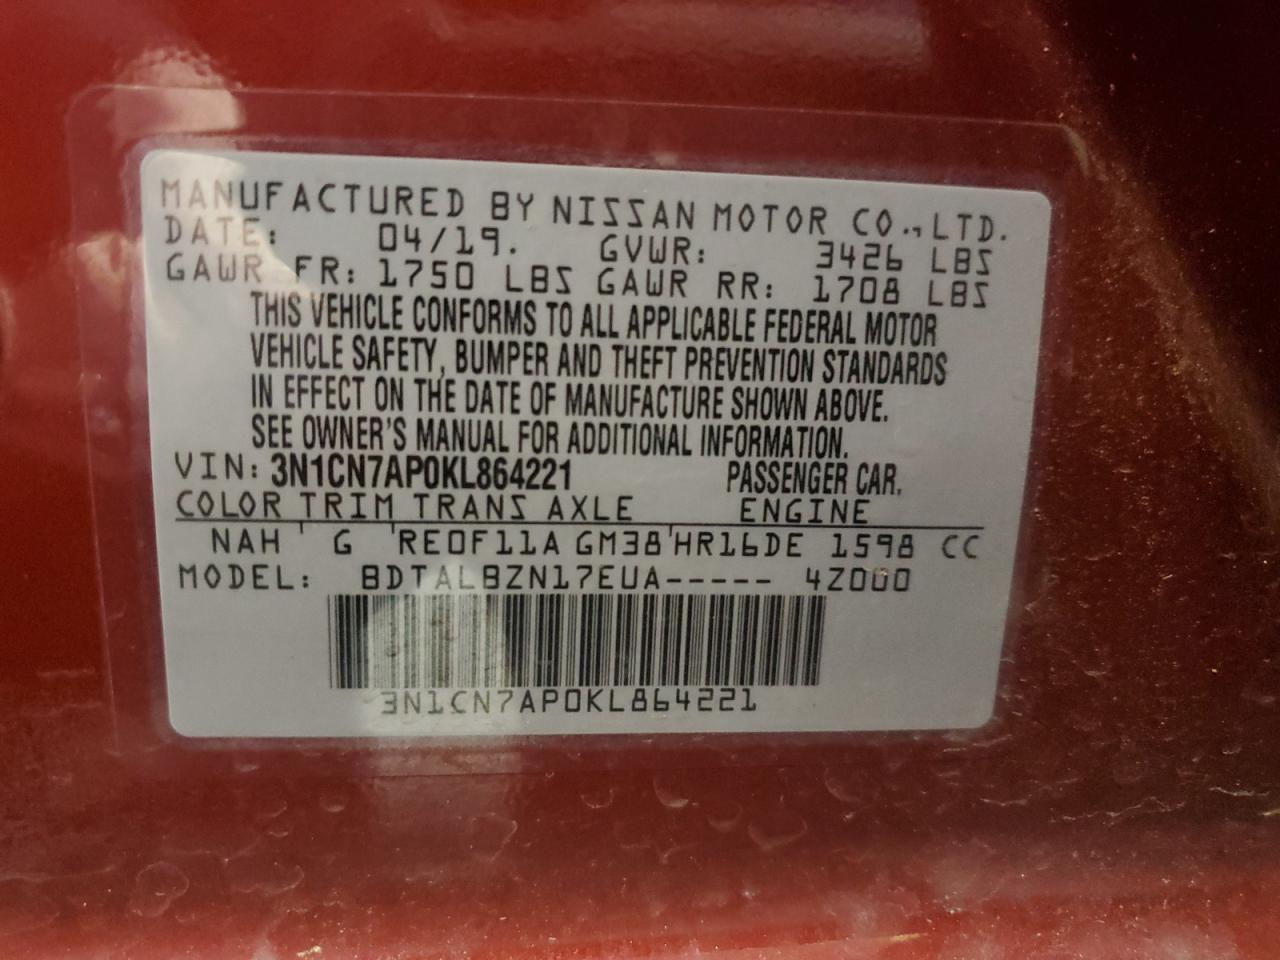 MANUFACTURED BY NISSAN MOTOR CO.,LTD.
DATE: 04/19. GVWR: 3426 LBS
GAWR FR: 1750 LBS GAWR RR: 1708 LBS
THIS VEHICLE CONFORMS TO ALL APPLICABLE FEDERAL MOTOR
VEHICLE SAFETY, BUMPER AND THEFT PREVENTION STANDARDS
IN EFFECT ON THE DATE OF MANUFACTURE SHOWN ABOVE.
SEE OWNER'S MANUAL FOR ADDITIONAL INFORMATION.
VIN: 3N1CN7AP0KL864221 PASSENGER CAR.
COLOR TRIM TRANS AXLE ENGINE
NAH G RE0F11A GM38 HR16DE 1598 CC
MODEL: BDTALBZN17EUA----- 4Z000
3N1CN7AP0KL864221